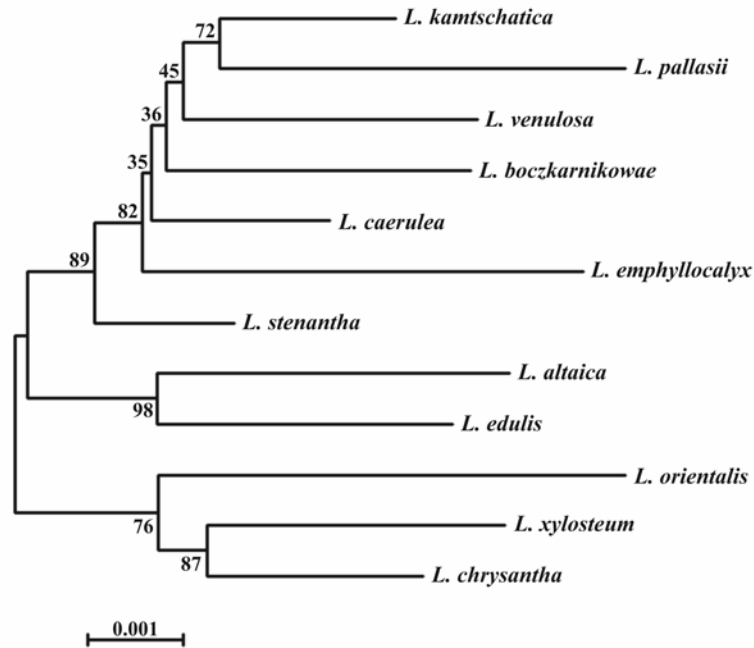 L. kamtschatica
72
L. pallasii
45
L. venulosa
36
L. boczkarnikowae
35
L. caerulea
82
L. emphyllocalyx
89
L. stenantha
L. altaica
98
L. edulis
L. orientalis
76
L. xylosteum
87
L. chrysantha
0.001